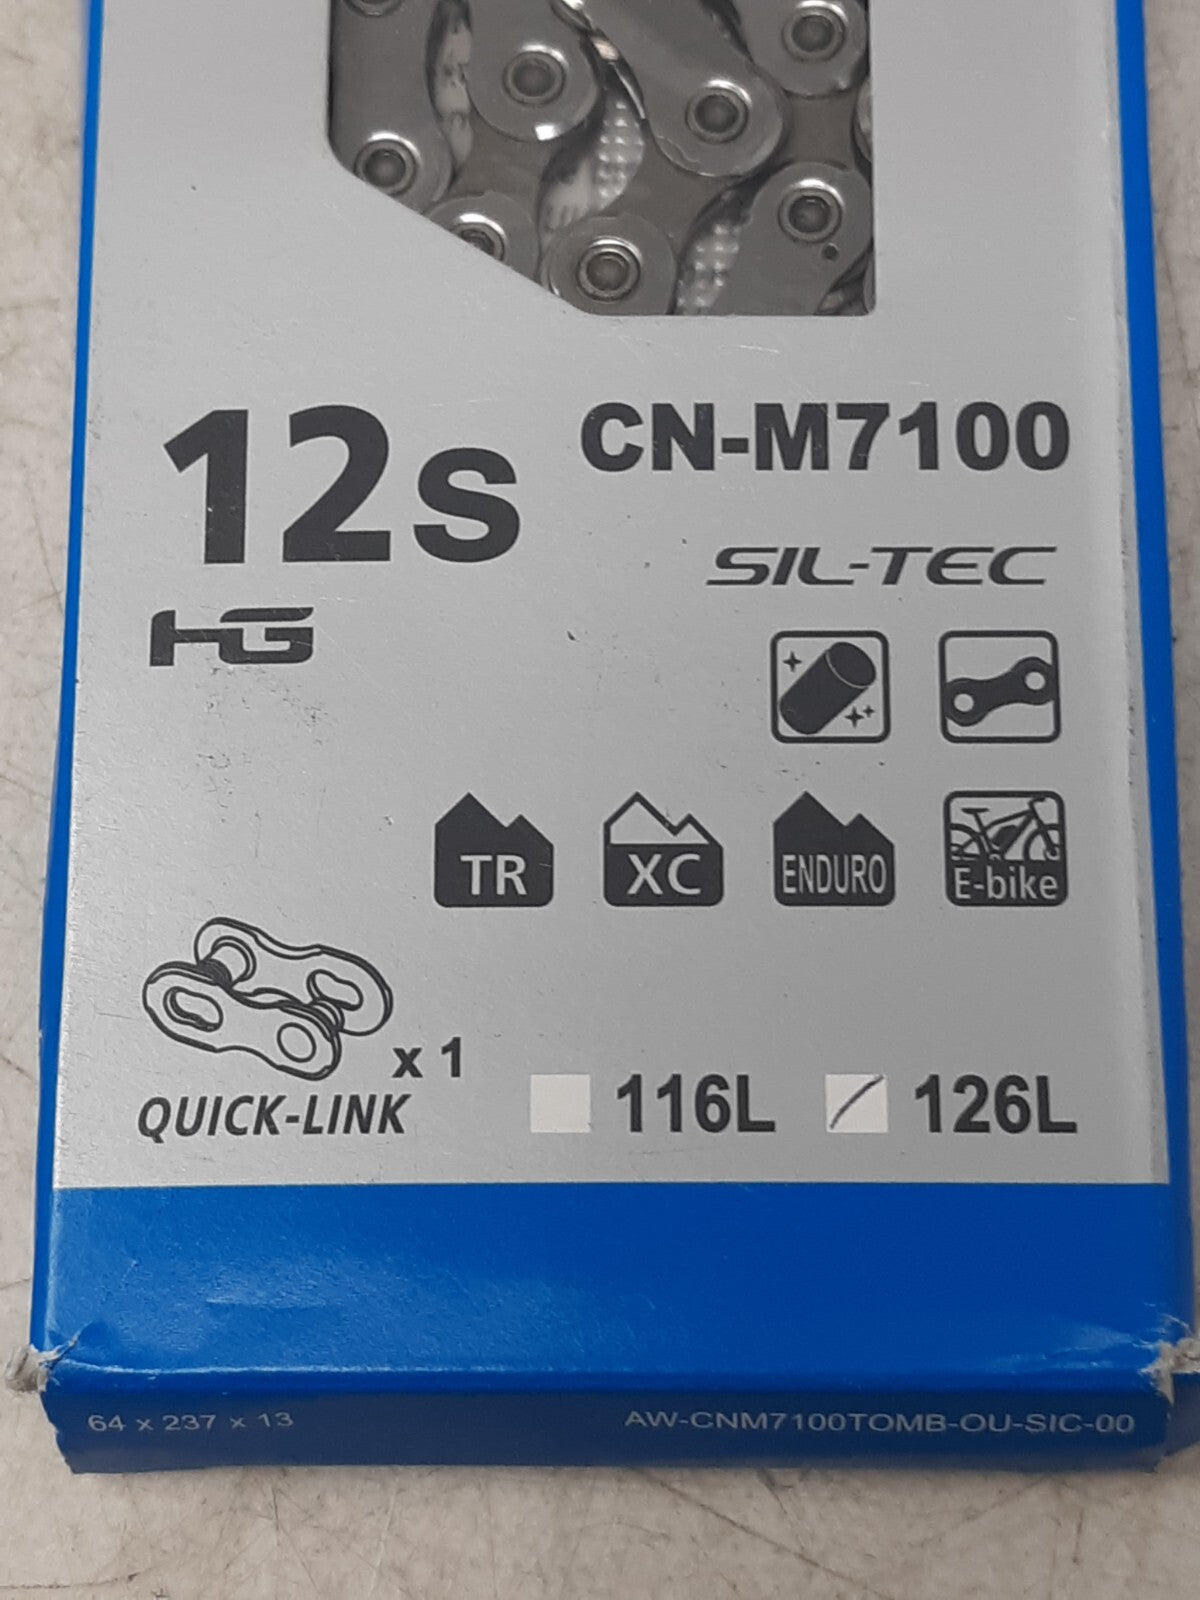 12s
CN-M7100
SIL-TEC
HG
TR
XC
ENDURO
E-bike
x 1
QUICK-LINK
116L
126L
64 x 237 x 13
AW-CNM7100TOMB-OU-SIC-00